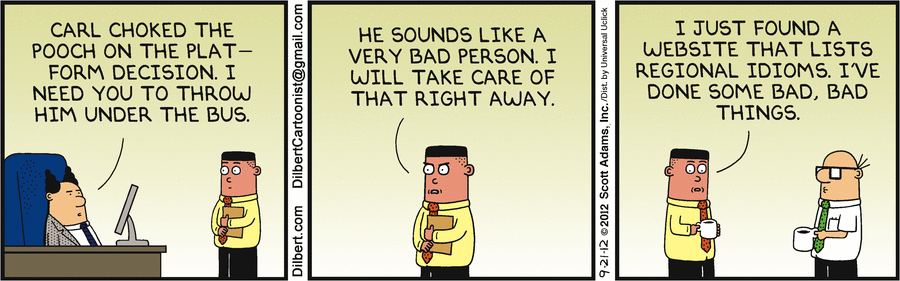 CARL CHOKED THE
POOCH ON THE PLAT–
FORM DECISION. I
NEED YOU TO THROW
HIM UNDER THE BUS.
Dilbert.com DilbertCartoonist@gmail.com
HE SOUNDS LIKE A
VERY BAD PERSON. I
WILL TAKE CARE OF
THAT RIGHT AWAY.
9-21-12 © 2012 Scott Adams, Inc. /Dist. by Universal Uclick
I JUST FOUND A
WEBSITE THAT LISTS
REGIONAL IDIOMS. I'VE
DONE SOME BAD, BAD
THINGS.